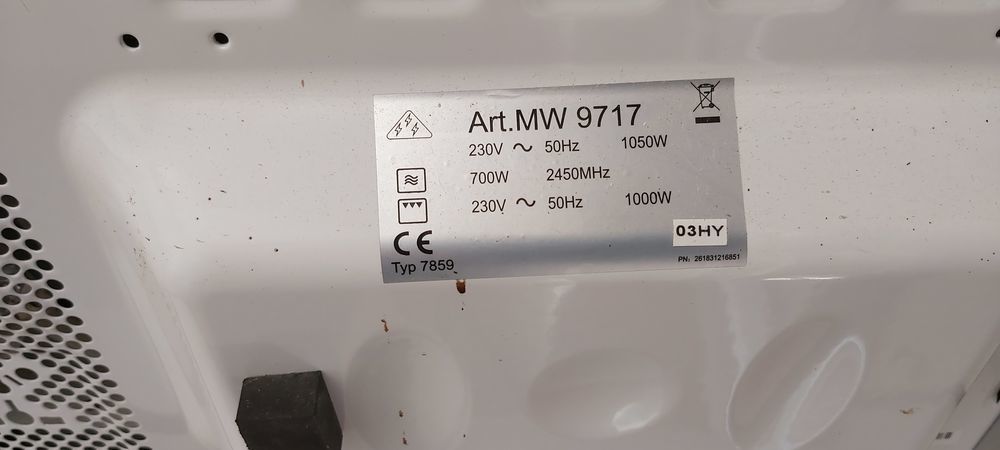 Art.MW 9717
230V ~ 50Hz 1050W
700W 2450MHz
230V ~ 50Hz 1000W
CE
03HY
Typ 7859
PN: 261831216851